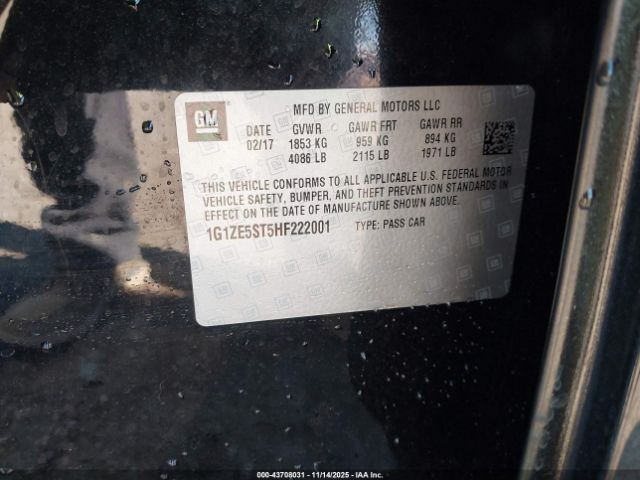 GM
MFD BY GENERAL MOTORS LLC
DATE GVWR GAWR FRT GAWR RR
02/17 1853 KG 959 KG 894 KG
4086 LB 2115 LB 1971 LB
THIS VEHICLE CONFORMS TO ALL APPLICABLE U.S. FEDERAL MOTOR
VEHICLE SAFETY, BUMPER, AND THEFT PREVENTION STANDARDS IN
EFFECT ON THE DATE OF MANUFACTURE SHOWN ABOVE.
1G1ZE5ST5HF222001 TYPE: PASS CAR
000-43708031 - 11/14/2025 - IAA Inc.